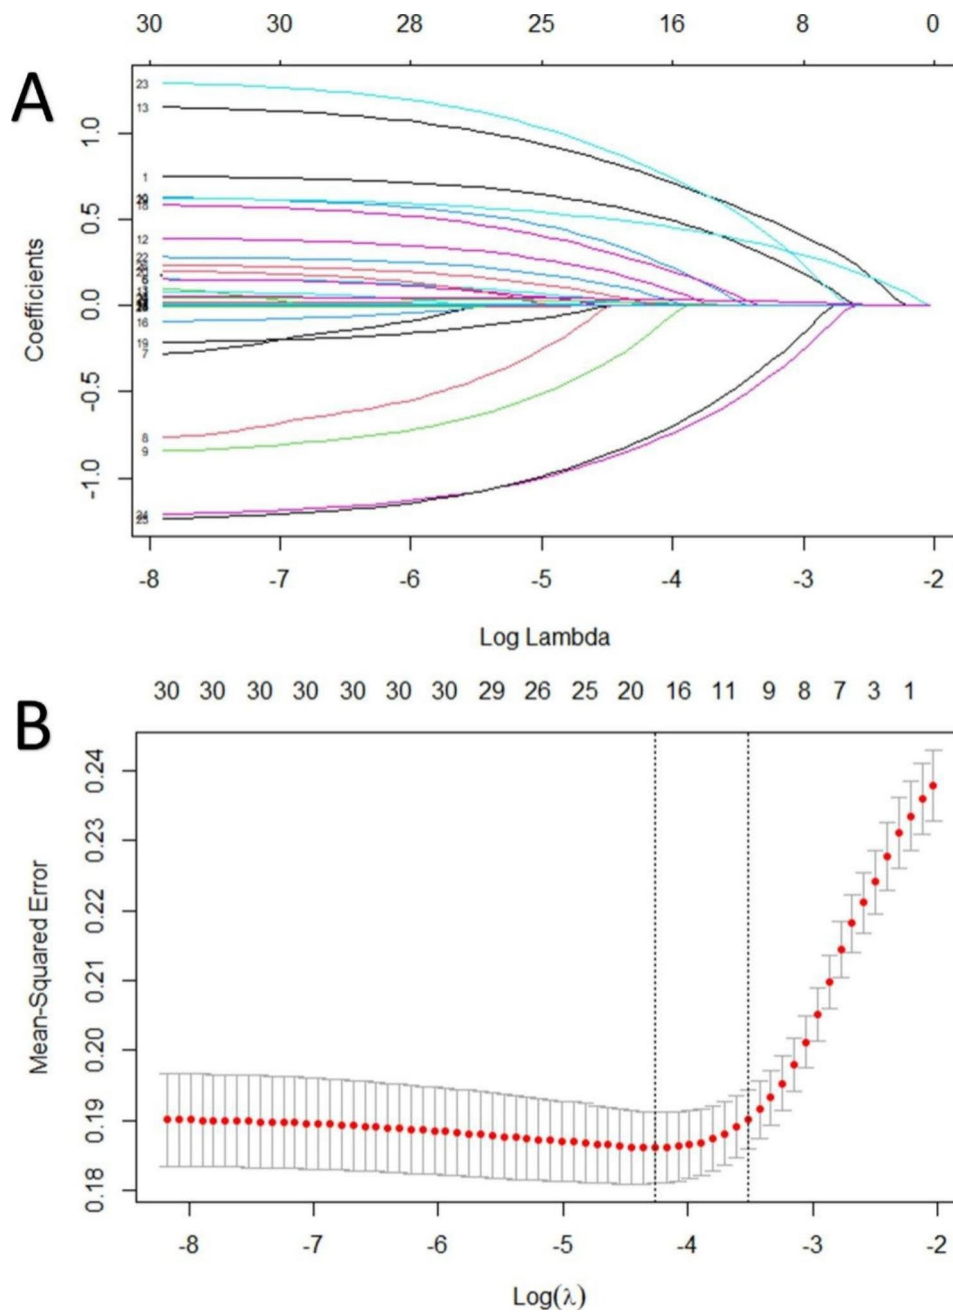 30 30 28 25 16 8 0
A
Coefficients
1.0
0.5
0.0
-0.5
-1.0
23
13
1
18
12
22
16
19
7
8
9
-8 -7 -6 -5 -4 -3 -2
Log Lambda
30 30 30 30 30 30 30 29 26 25 20 16 11 9 8 7 3 1
B
Mean-Squared Error
0.24
0.23
0.22
0.21
0.20
0.19
0.18
-8 -7 -6 -5 -4 -3 -2
Log(λ)